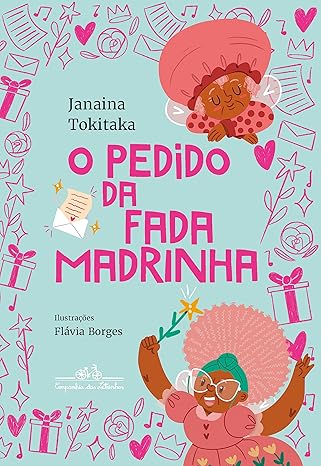 Janaina
Tokitaka
O PEDiDO
DA
FADA
MADRINHA
Ilustrações
Flávia Borges
Companhia das Letrinhas